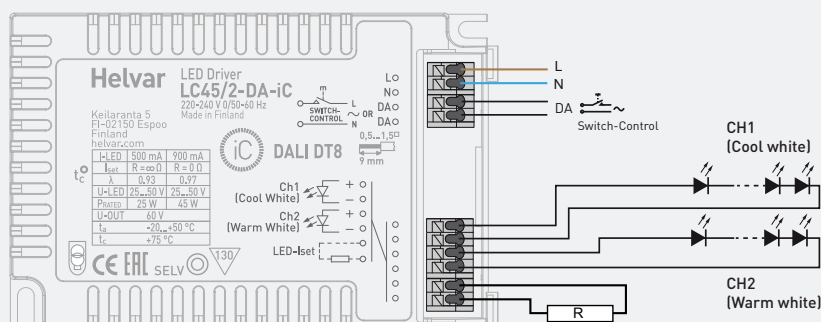 Helvar
LED Driver
LC45/2-DA-iC
220-240 V 0/50-60 Hz
Made in Finland
Keilaranta 5
FI-02150 Espoo
Finland
helvar.com
I-LED 500 mA 900 mA
Iset R = ∞ Ω R = 0 Ω
λ 0.93 0.97
U-LED 25...50 V 25...50 V
PRATED 25 W 45 W
U-OUT 60 V
ta -20...+50 °C
tc +75 °C
tc
SELV
130
iC
DALI DT8
SWITCH-CONTROL
L
N
~ OR
L
N
DA
DA
0,5...1,5
9 mm
Ch1
(Cool White)
+
-
Ch2
(Warm White)
+
-
LED-Iset
L
N
DA
~
Switch-Control
CH1
(Cool white)
CH2
(Warm white)
R